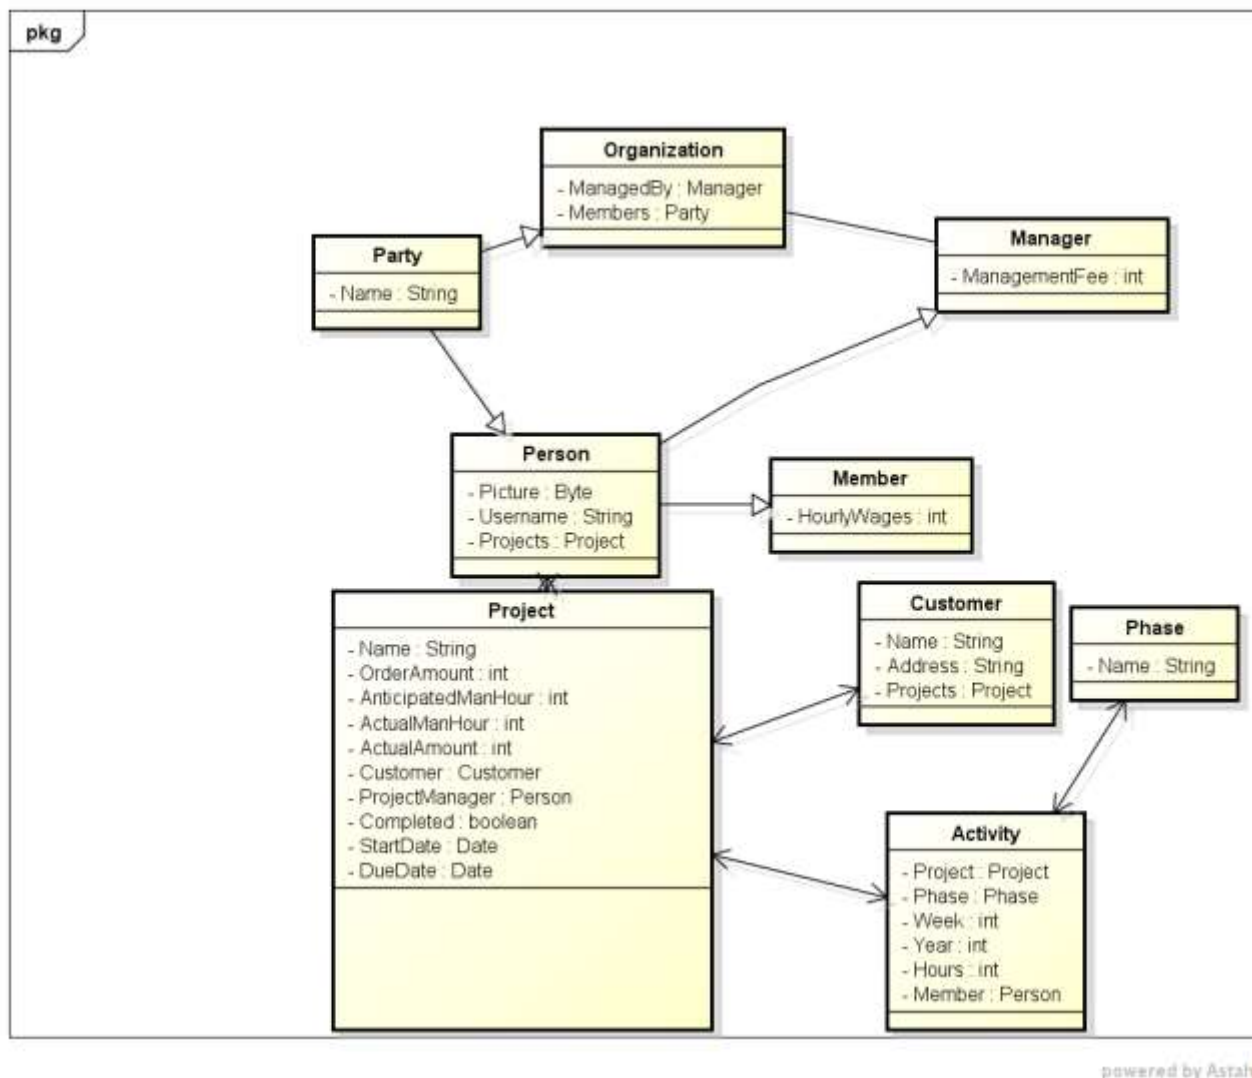 pkg
Organization
- ManagedBy : Manager
- Members : Party
Party
- Name : String
Manager
- ManagementFee : int
Person
- Picture : Byte
- Username : String
- Projects : Project
Member
- HourlyWages : int
Project
- Name : String
- OrderAmount : int
- AnticipatedManHour : int
- ActualManHour : int
- ActualAmount : int
- Customer : Customer
- ProjectManager : Person
- Completed : boolean
- StartDate : Date
- DueDate : Date
Customer
- Name : String
- Address : String
- Projects : Project
Phase
- Name : String
Activity
- Project : Project
- Phase : Phase
- Week : int
- Year : int
- Hours : int
- Member : Person
powered by Astah